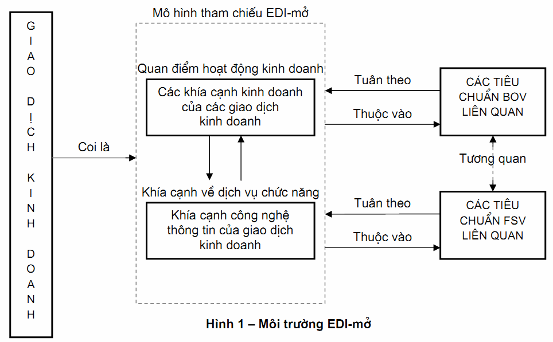 Mô hình tham chiếu EDI-mở
GIAO DỊCH KINH DOANH
Coi là
Quan điểm hoạt động kinh doanh
Các khía cạnh kinh doanh
của các giao dịch
kinh doanh
Tuân theo
Thuộc vào
CÁC TIÊU
CHUẨN BOV
LIÊN QUAN
Tương quan
Khía cạnh về dịch vụ chức năng
Khía cạnh công nghệ
thông tin của giao dịch
kinh doanh
Tuân theo
Thuộc vào
CÁC TIÊU
CHUẨN FSV
LIÊN QUAN
Hình 1 – Môi trường EDI-mở